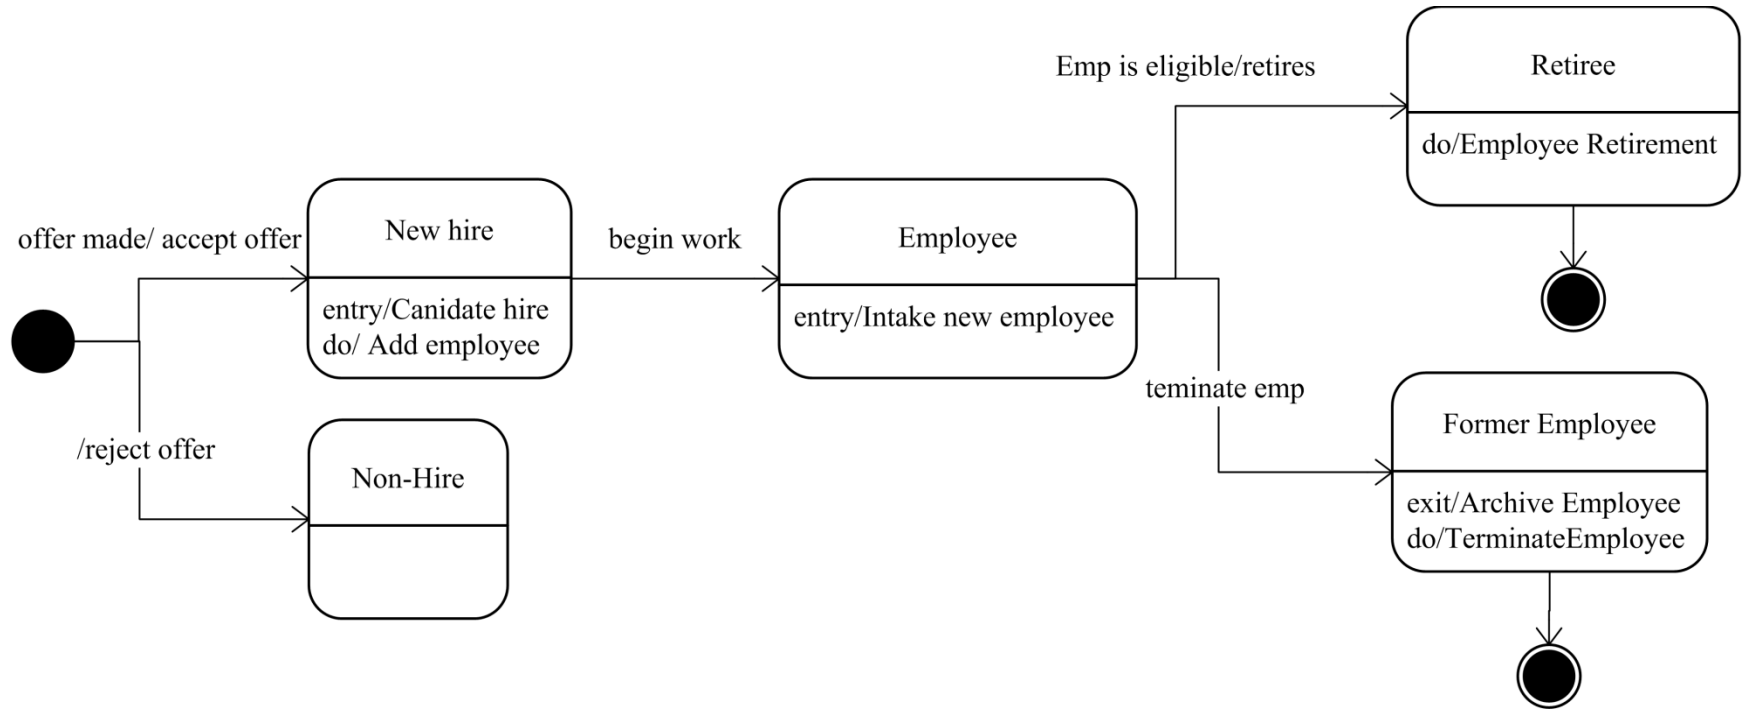 Emp is eligible/retires
Retiree
do/Employee Retirement
offer made/ accept offer
New hire
entry/Canidate hire
do/ Add employee
begin work
Employee
entry/Intake new employee
teminate emp
/reject offer
Non-Hire
Former Employee
exit/Archive Employee
do/TerminateEmployee